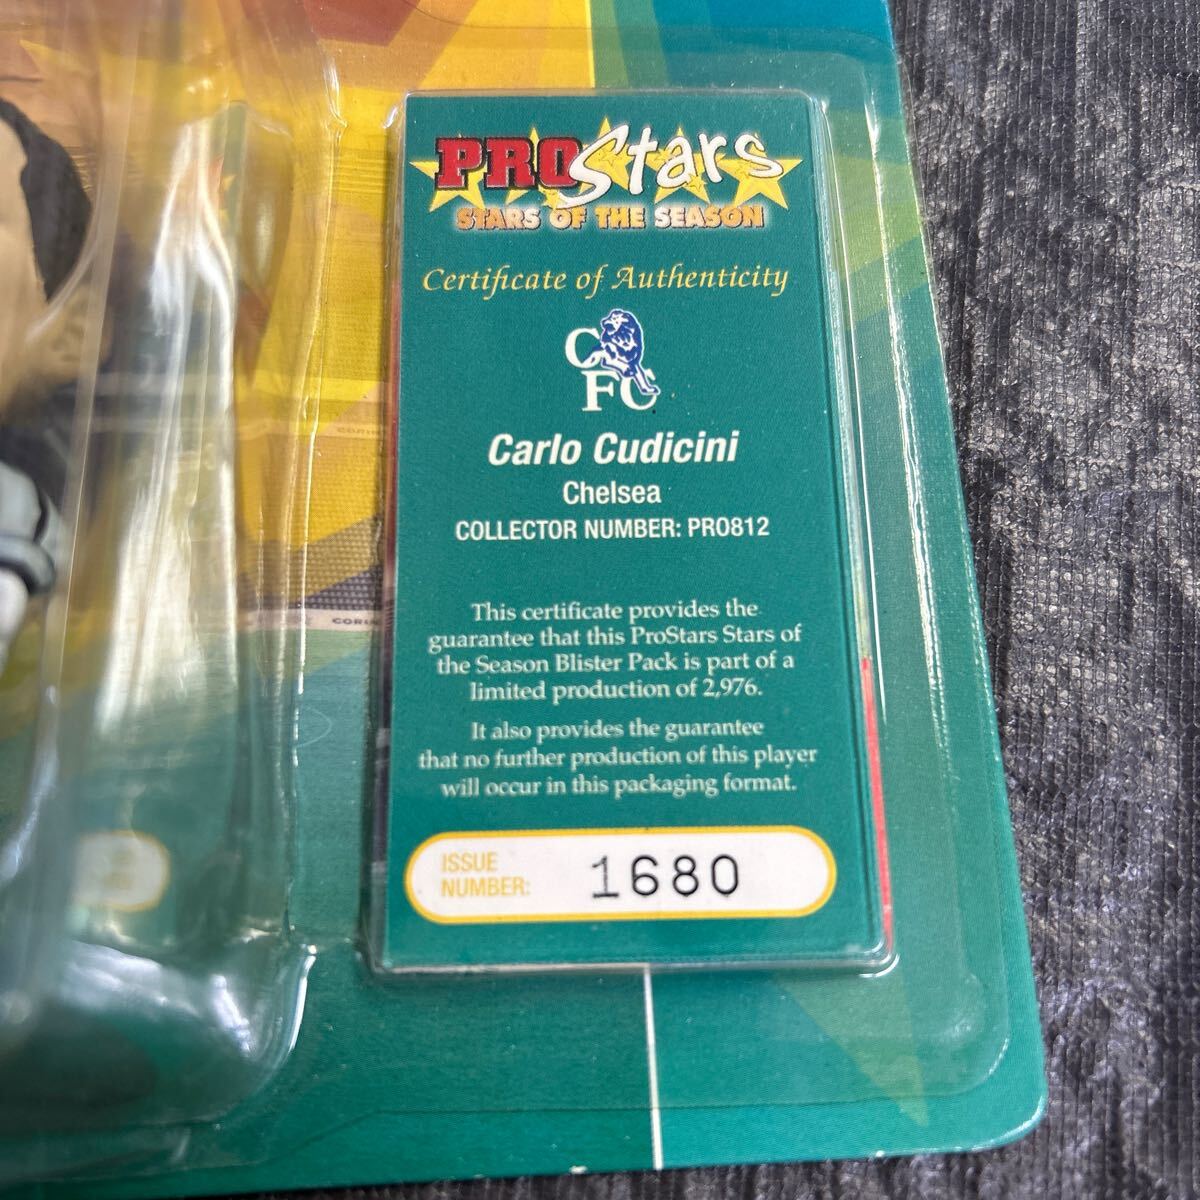 PROStars
STARS OF THE SEASON
Certificate of Authenticity
CFC
Carlo Cudicini
Chelsea
COLLECTOR NUMBER: PRO812
This certificate provides the
guarantee that this ProStars Stars of
the Season Blister Pack is part of a
limited production of 2,976.
It also provides the guarantee
that no further production of this player
will occur in this packaging format.
ISSUE
NUMBER:
1680